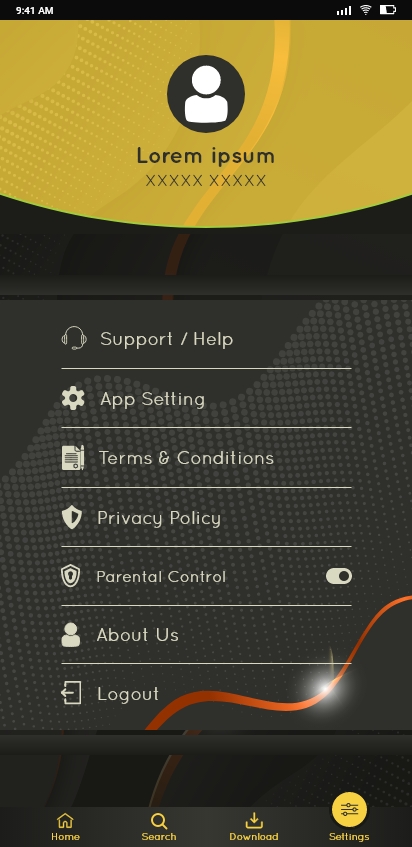 9:41 AM
Lorem ipsum
XXXXX XXXXX
Support / Help
App Setting
Terms & Conditions
Privacy Policy
Parental Control
About Us
Logout
Home Search Download Settings